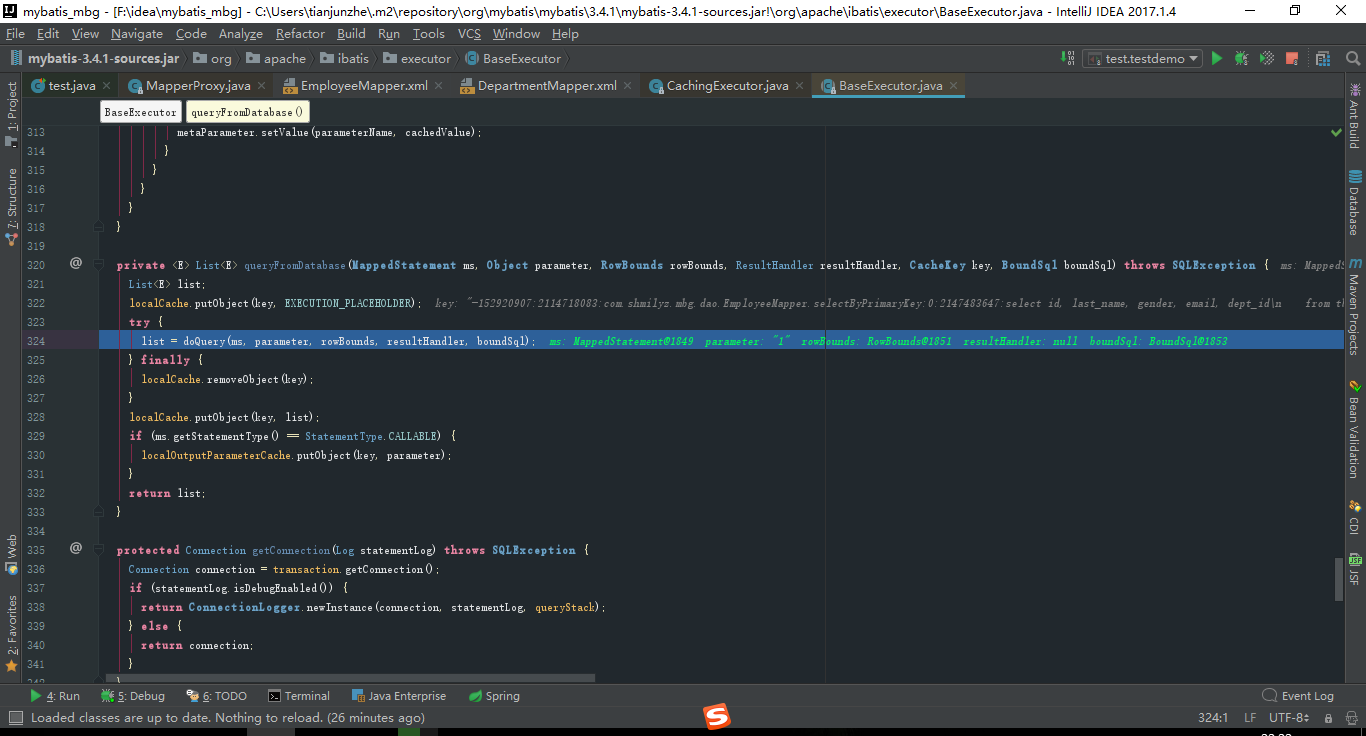 mybatis_mbg - [F:\idea\mybatis_mbg] - C:\Users\tianjunzhe\.m2\repository\org\mybatis\mybatis\3.4.1\mybatis-3.4.1-sources.jar!\org\apache\ibatis\executor\BaseExecutor.java - IntelliJ IDEA 2017.1.4
File Edit View Navigate Code Analyze Refactor Build Run Tools VCS Window Help
mybatis-3.4.1-sources.jar org apache ibatis executor BaseExecutor test.testdemo
test.java MapperProxy.java EmployeeMapper.xml DepartmentMapper.xml CachingExecutor.java BaseExecutor.java
BaseExecutor queryFromDatabase()
313 metaParameter.setValue(parameterName, cachedValue);
314 }
315 }
316 }
317 }
318 }
319
320 @ private <E> List<E> queryFromDatabase(MappedStatement ms, Object parameter, RowBounds rowBounds, ResultHandler resultHandler, CacheKey key, BoundSql boundSql) throws SQLException { ms: MappedS
321 List<E> list;
322 localCache.putObject(key, EXECUTION_PLACEHOLDER); key: "-152920907:2114718083:com.shmilyz.mbg.dao.EmployeeMapper.selectByPrimaryKey:0:2147483647:select id, last_name, gender, email, dept_id\n from th
323 try {
324 list = doQuery(ms, parameter, rowBounds, resultHandler, boundSql); ms: MappedStatement@1849 parameter: "1" rowBounds: RowBounds@1851 resultHandler: null boundSql: BoundSql@1853
325 } finally {
326 localCache.removeObject(key);
327 }
328 localCache.putObject(key, list);
329 if (ms.getStatementType() == StatementType.CALLABLE) {
330 localOutputParameterCache.putObject(key, parameter);
331 }
332 return list;
333 }
334
335 @ protected Connection getConnection(Log statementLog) throws SQLException {
336 Connection connection = transaction.getConnection();
337 if (statementLog.isDebugEnabled()) {
338 return ConnectionLogger.newInstance(connection, statementLog, queryStack);
339 } else {
340 return connection;
341 }
1: Project
7: Structure
Web
2: Favorites
Ant Build
Database
Maven Projects
Bean Validation
CDI
JSF
4: Run 5: Debug 6: TODO Terminal Java Enterprise Spring Event Log
Loaded classes are up to date. Nothing to reload. (26 minutes ago) 324:1 LF UTF-8